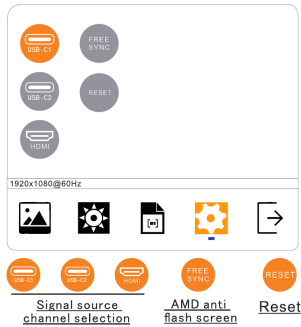 USB-C1
FREE
SYNC
USB-C2
RESET
HDMI
1920x1080@60Hz
USB-C1
USB-C2
HDMI
FREE
SYNC
RESET
Signal source
channel selection
AMD anti
flash screen
Reset